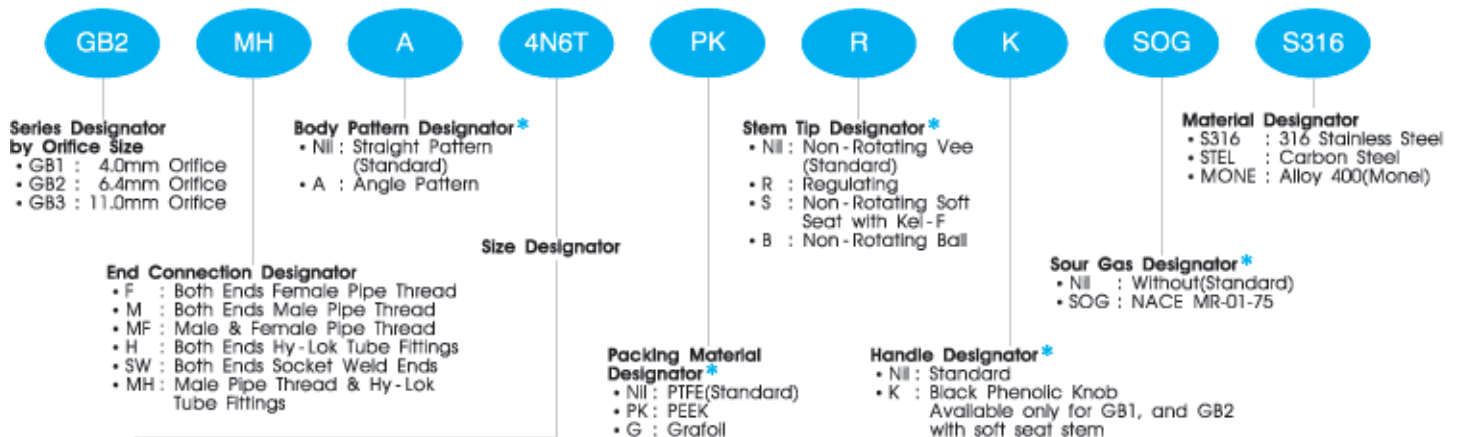 GB2 MH A 4N6T PK R K SOG S316
Series Designator
by Orifice Size
• GB1 : 4.0mm Orifice
• GB2 : 6.4mm Orifice
• GB3 : 11.0mm Orifice
End Connection Designator
• F : Both Ends Female Pipe Thread
• M : Both Ends Male Pipe Thread
• MF : Male & Female Pipe Thread
• H : Both Ends Hy-Lok Tube Fittings
• SW : Both Ends Socket Weld Ends
• MH : Male Pipe Thread & Hy-Lok
Tube Fittings
Body Pattern Designator*
• Nil : Straight Pattern
(Standard)
• A : Angle Pattern
Size Designator
Packing Material
Designator*
• Nil : PTFE(Standard)
• PK : PEEK
• G : Grafoil
Stem Tip Designator*
• Nil : Non-Rotating Vee
(Standard)
• R : Regulating
• S : Non-Rotating Soft
Seat with Kel-F
• B : Non-Rotating Ball
Handle Designator*
• Nil : Standard
• K : Black Phenolic Knob
Available only for GB1, and GB2
with soft seat stem
Sour Gas Designator*
• Nil : Without(Standard)
• SOG : NACE MR-01-75
Material Designator
• S316 : 316 Stainless Steel
• STEL : Carbon Steel
• MONE : Alloy 400(Monel)